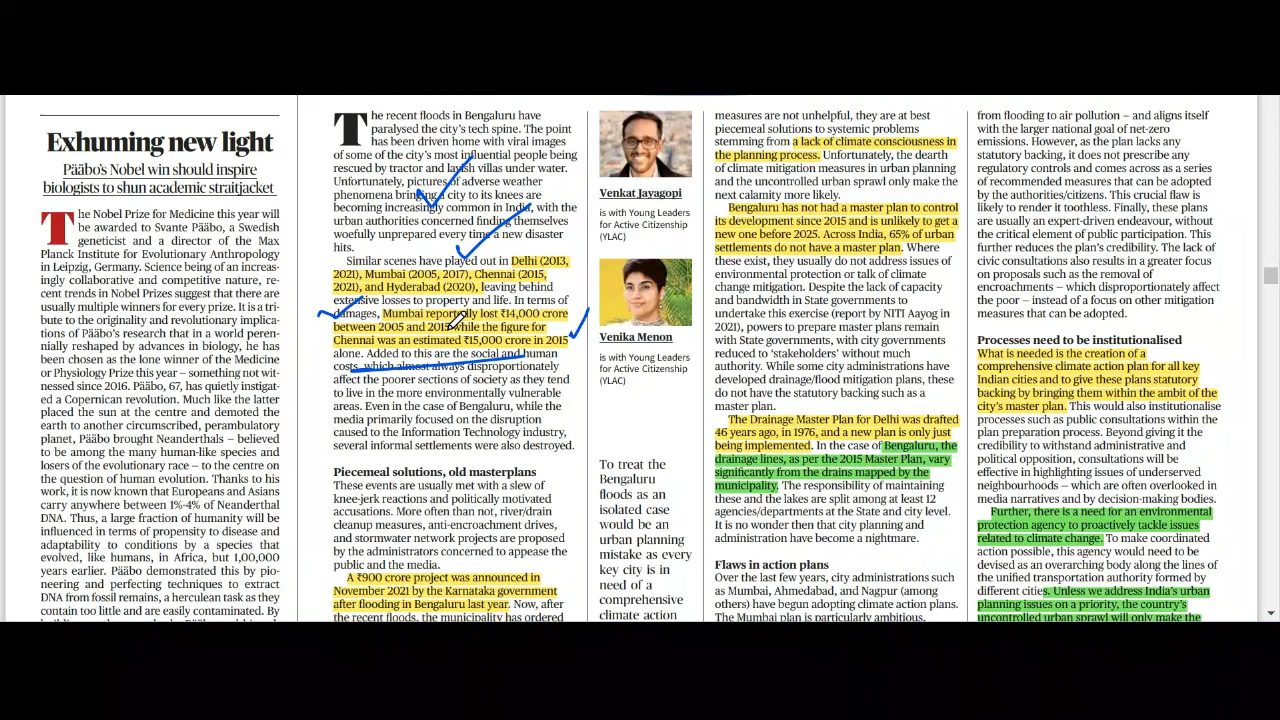 Exhuming new light
Pääbo's Nobel win should inspire
biologists to shun academic straitjacket
The Nobel Prize for Medicine this year will
be awarded to Svante Pääbo, a Swedish
geneticist and a director of the Max
Planck Institute for Evolutionary Anthropology
in Leipzig, Germany. Science being of an increas-
ingly collaborative and competitive nature, re-
cent trends in Nobel Prizes suggest that there are
usually multiple winners for every prize. It is a tri-
bute to the originality and revolutionary implica-
tions of Pääbo's research that in a world peren-
nially reshaped by advances in biology, he has
been chosen as the lone winner of the Medicine
or Physiology Prize this year – something not wit-
nessed since 2016. Pääbo, 67, has quietly instigat-
ed a Copernican revolution. Much like the latter
placed the sun at the centre and demoted the
earth to another circumscribed, perambulatory
planet, Pääbo brought Neanderthals – believed
to be among the many human-like species and
losers of the evolutionary race – to the centre on
the question of human evolution. Thanks to his
work, it is now known that Europeans and Asians
carry anywhere between 1%-4% of Neanderthal
DNA. Thus, a large fraction of humanity will be
influenced in terms of propensity to disease and
adaptability to conditions by a species that
evolved, like humans, in Africa, but 1,00,000
years earlier. Pääbo demonstrated this by pio-
neering and perfecting techniques to extract
DNA from fossil remains, a herculean task as they
contain too little and are easily contaminated. By
The recent floods in Bengaluru have
paralysed the city's tech spine. The point
has been driven home with viral images
of some of the city's most influential people being
rescued by tractor and lavish villas under water.
Unfortunately, pictures of adverse weather
phenomena bringing a city to its knees are
becoming increasingly common in India, with the
urban authorities concerned finding themselves
woefully unprepared every time a new disaster
hits.
Similar scenes have played out in Delhi (2013,
2021), Mumbai (2005, 2017), Chennai (2015,
2021), and Hyderabad (2020), leaving behind
extensive losses to property and life. In terms of
damages, Mumbai reportedly lost ₹14,000 crore
between 2005 and 2015 while the figure for
Chennai was an estimated ₹15,000 crore in 2015
alone. Added to this are the social and human
costs, which almost always disproportionately
affect the poorer sections of society as they tend
to live in the more environmentally vulnerable
areas. Even in the case of Bengaluru, while the
media primarily focused on the disruption
caused to the Information Technology industry,
several informal settlements were also destroyed.
Piecemeal solutions, old masterplans
These events are usually met with a slew of
knee-jerk reactions and politically motivated
accusations. More often than not, river/drain
cleanup measures, anti-encroachment drives,
and stormwater network projects are proposed
by the administrators concerned to appease the
public and the media.
A ₹900 crore project was announced in
November 2021 by the Karnataka government
after flooding in Bengaluru last year. Now, after
the recent floods, the municipality has ordered
Venkat Jayagopi
is with Young Leaders
for Active Citizenship
(YLAC)
Venika Menon
is with Young Leaders
for Active Citizenship
(YLAC)
To treat the
Bengaluru
floods as an
isolated case
would be an
urban planning
mistake as every
key city is in
need of a
comprehensive
climate action
measures are not unhelpful, they are at best
piecemeal solutions to systemic problems
stemming from a lack of climate consciousness in
the planning process. Unfortunately, the dearth
of climate mitigation measures in urban planning
and the uncontrolled urban sprawl only make the
next calamity more likely.
Bengaluru has not had a master plan to control
its development since 2015 and is unlikely to get a
new one before 2025. Across India, 65% of urban
settlements do not have a master plan. Where
these exist, they usually do not address issues of
environmental protection or talk of climate
change mitigation. Despite the lack of capacity
and bandwidth in State governments to
undertake this exercise (report by NITI Aayog in
2021), powers to prepare master plans remain
with State governments, with city governments
reduced to 'stakeholders' without much
authority. While some city administrations have
developed drainage/flood mitigation plans, these
do not have the statutory backing such as a
master plan.
The Drainage Master Plan for Delhi was drafted
46 years ago, in 1976, and a new plan is only just
being implemented. In the case of Bengaluru, the
drainage lines, as per the 2015 Master Plan, vary
significantly from the drains mapped by the
municipality. The responsibility of maintaining
these and the lakes are split among at least 12
agencies/departments at the State and city level.
It is no wonder then that city planning and
administration have become a nightmare.
Flaws in action plans
Over the last few years, city administrations such
as Mumbai, Ahmedabad, and Nagpur (among
others) have begun adopting climate action plans.
The Mumbai plan is particularly ambitious,
from flooding to air pollution – and aligns itself
with the larger national goal of net-zero
emissions. However, as the plan lacks any
statutory backing, it does not prescribe any
regulatory controls and comes across as a series
of recommended measures that can be adopted
by the authorities/citizens. This crucial flaw is
likely to render it toothless. Finally, these plans
are usually an expert-driven endeavour, without
the critical element of public participation. This
further reduces the plan's credibility. The lack of
civic consultations also results in a greater focus
on proposals such as the removal of
encroachments – which disproportionately affect
the poor – instead of a focus on other mitigation
measures that can be adopted.
Processes need to be institutionalised
What is needed is the creation of a
comprehensive climate action plan for all key
Indian cities and to give these plans statutory
backing by bringing them within the ambit of the
city's master plan. This would also institutionalise
processes such as public consultations within the
plan preparation process. Beyond giving it the
credibility to withstand administrative and
political opposition, consultations will be
effective in highlighting issues of underserved
neighbourhoods – which are often overlooked in
media narratives and by decision-making bodies.
Further, there is a need for an environmental
protection agency to proactively tackle issues
related to climate change. To make coordinated
action possible, this agency would need to be
devised as an overarching body along the lines of
the unified transportation authority formed by
different cities. Unless we address India's urban
planning issues on a priority, the country's
uncontrolled urban sprawl will only make the